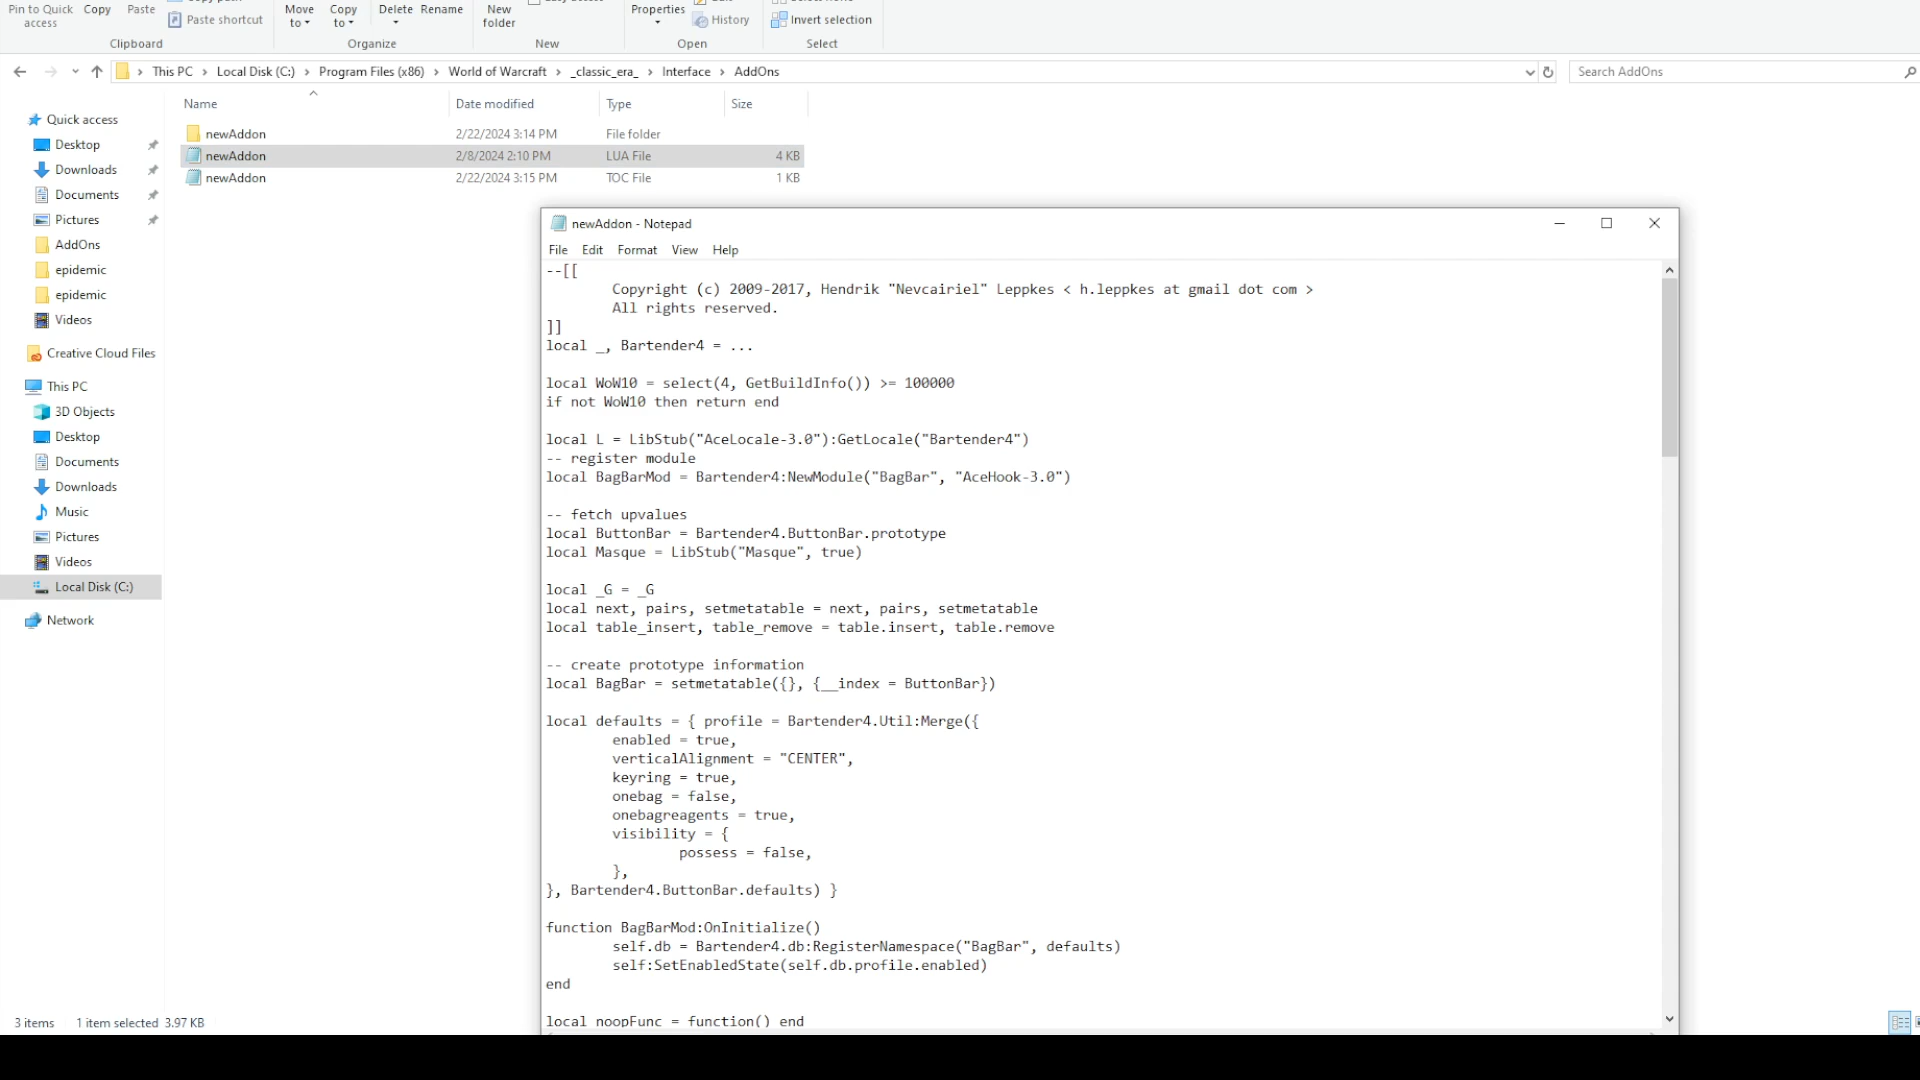 Pin to Quick access
Copy
Paste
Paste shortcut
Clipboard
Move to
Copy to
Delete
Rename
Organize
New folder
New
Properties
History
Open
Invert selection
Select
This PC > Local Disk (C:) > Program Files (x86) > World of Warcraft > _classic_era_ > Interface > AddOns
Search AddOns
Name Date modified Type Size
newAddon 2/22/2024 3:14 PM File folder
newAddon 2/8/2024 2:10 PM LUA File 4 KB
newAddon 2/22/2024 3:15 PM TOC File 1 KB
Quick access
Desktop
Downloads
Documents
Pictures
AddOns
epidemic
epidemic
Videos
Creative Cloud Files
This PC
3D Objects
Desktop
Documents
Downloads
Music
Pictures
Videos
Local Disk (C:)
Network
newAddon - Notepad
File Edit Format View Help
--[[
Copyright (c) 2009-2017, Hendrik "Nevcairiel" Leppkes < h.leppkes at gmail dot com >
All rights reserved.
]]
local _, Bartender4 = ...
local WoW10 = select(4, GetBuildInfo()) >= 100000
if not WoW10 then return end
local L = LibStub("AceLocale-3.0"):GetLocale("Bartender4")
-- register module
local BagBarMod = Bartender4:NewModule("BagBar", "AceHook-3.0")
-- fetch upvalues
local ButtonBar = Bartender4.ButtonBar.prototype
local Masque = LibStub("Masque", true)
local _G = _G
local next, pairs, setmetatable = next, pairs, setmetatable
local table_insert, table_remove = table.insert, table.remove
-- create prototype information
local BagBar = setmetatable({}, {__index = ButtonBar})
local defaults = { profile = Bartender4.Util:Merge({
enabled = true,
verticalAlignment = "CENTER",
keyring = true,
onebag = false,
onebagreagents = true,
visibility = {
possess = false,
},
}, Bartender4.ButtonBar.defaults) }
function BagBarMod:OnInitialize()
self.db = Bartender4.db:RegisterNamespace("BagBar", defaults)
self:SetEnabledState(self.db.profile.enabled)
end
local noopFunc = function() end
3 items 1 item selected 3.97 KB